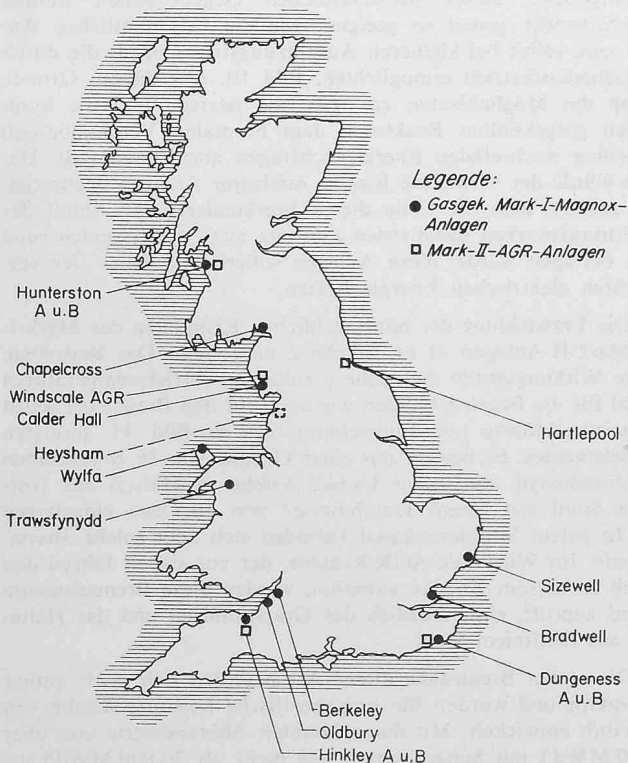 Legende:
Gasgek. Mark-I-Magnox-
Anlagen
Mark-II-AGR-Anlagen
Hunterston
A u.B
Chapelcross
Windscale AGR
Calder Hall
Heysham
Wylfa
Trawsfynydd
Hartlepool
Sizewell
Bradwell
Dungeness
A u.B
Berkeley
Oldbury
Hinkley A u.B